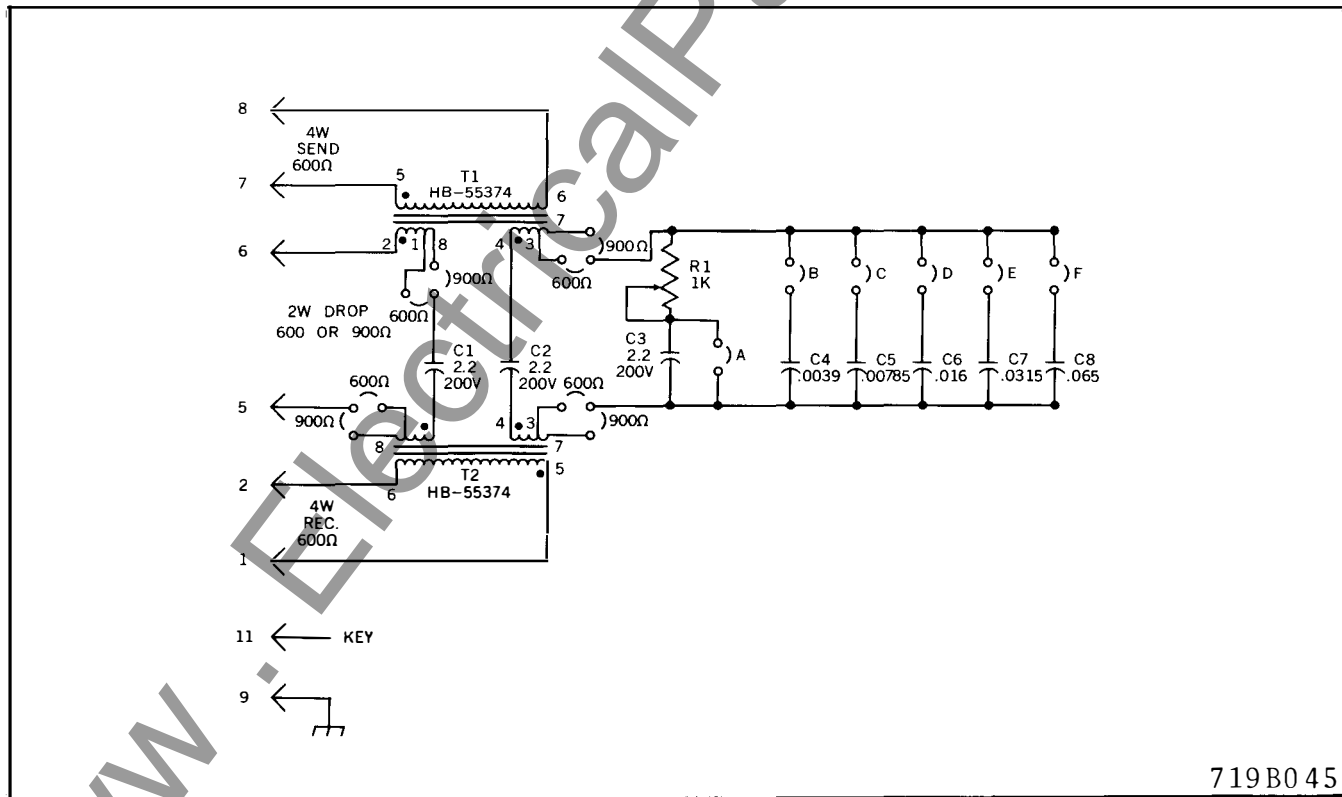 8
4W
SEND
600Ω
7
5
T1
HB-55374
6
7
6
2 1 8
4 3
)900Ω
)900Ω
600Ω
600Ω
2W DROP
600 OR 900Ω
R1
1K
)B
)C
)D
)E
)F
C1
2.2
200V
C2
2.2
200V
C3
2.2
200V
)A
C4
.0039
C5
.00785
C6
.016
C7
.0315
C8
.065
600Ω
600Ω
5
900Ω(
4 3
)900Ω
8
7
2
6
T2
HB-55374
5
4W
REC.
600Ω
1
11 KEY
9
719B045
www.ElectricalPa